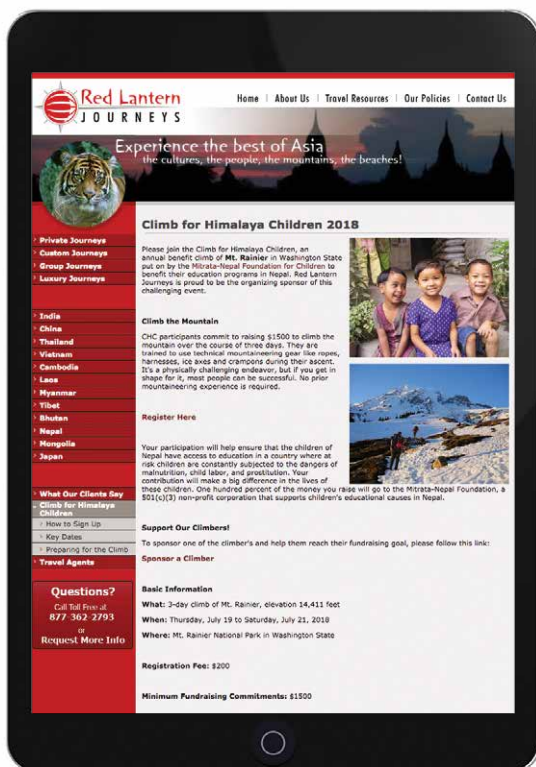 Red Lantern
JOURNEYS
Home | About Us | Travel Resources | Our Policies | Contact Us
Experience the best of Asia
the cultures, the people, the mountains, the beaches!
Private Journeys
Custom Journeys
Group Journeys
Luxury Journeys
India
China
Thailand
Vietnam
Cambodia
Laos
Myanmar
Tibet
Bhutan
Nepal
Mongolia
Japan
What Our Clients Say
Climb for Himalaya
Children
How to Sign Up
Key Dates
Preparing for the Climb
Travel Agents
Questions?
Call Toll Free at
877-362-2793
or
Request More Info
Climb for Himalaya Children 2018
Please join the Climb for Himalaya Children, an
annual benefit climb of Mt. Rainier in Washington State
put on by the Mitrata-Nepal Foundation for Children to
benefit their education programs in Nepal. Red Lantern
Journeys is proud to be the organizing sponsor of this
challenging event.
Climb the Mountain
CHC participants commit to raising $1500 to climb the
mountain over the course of three days. They are
trained to use technical mountaineering gear like ropes,
harnesses, ice axes and crampons during their ascent.
It's a physically challenging endeavor, but if you get in
shape for it, most people can be successful. No prior
mountaineering experience is required.
Register Here
Your participation will help ensure that the children of
Nepal have access to education in a country where at
risk children are constantly subjected to the dangers of
malnutrition, child labor, and prostitution. Your
contribution will make a big difference in the lives of
these children. One hundred percent of the money you raise will go to the Mitrata-Nepal Foundation, a
501(c)(3) non-profit corporation that supports children's educational causes in Nepal.
Support Our Climbers!
To sponsor one of the climber's and help them reach their fundraising goal, please follow this link:
Sponsor a Climber
Basic Information
What: 3-day climb of Mt. Rainier, elevation 14,411 feet
When: Thursday, July 19 to Saturday, July 21, 2018
Where: Mt. Rainier National Park in Washington State
Registration Fee: $200
Minimum Fundraising Commitments: $1500